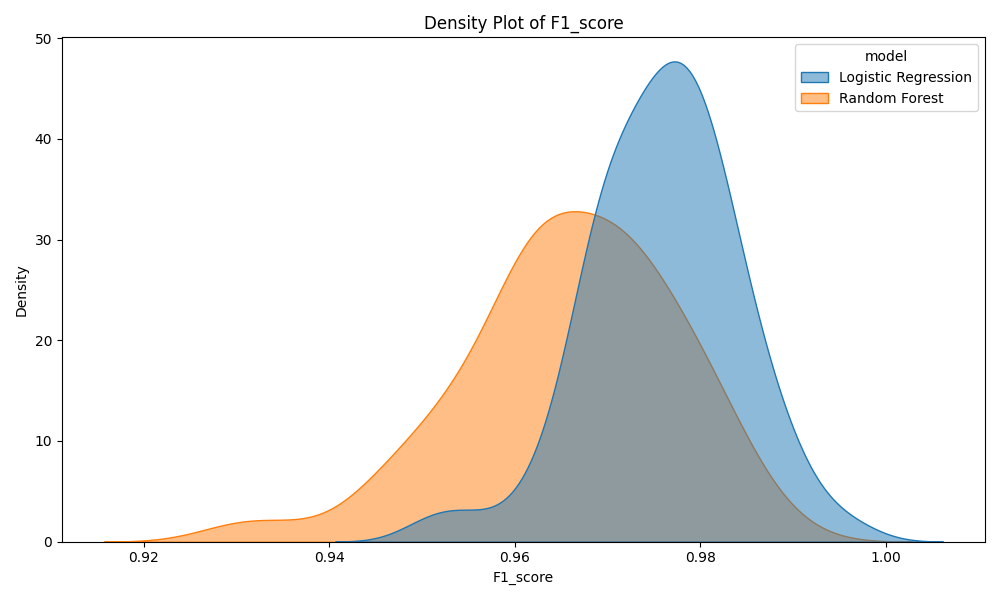 Density Plot of F1_score
model
Logistic Regression
Random Forest
Density
50
40
30
20
10
0
0.92 0.94 0.96 0.98 1.00
F1_score